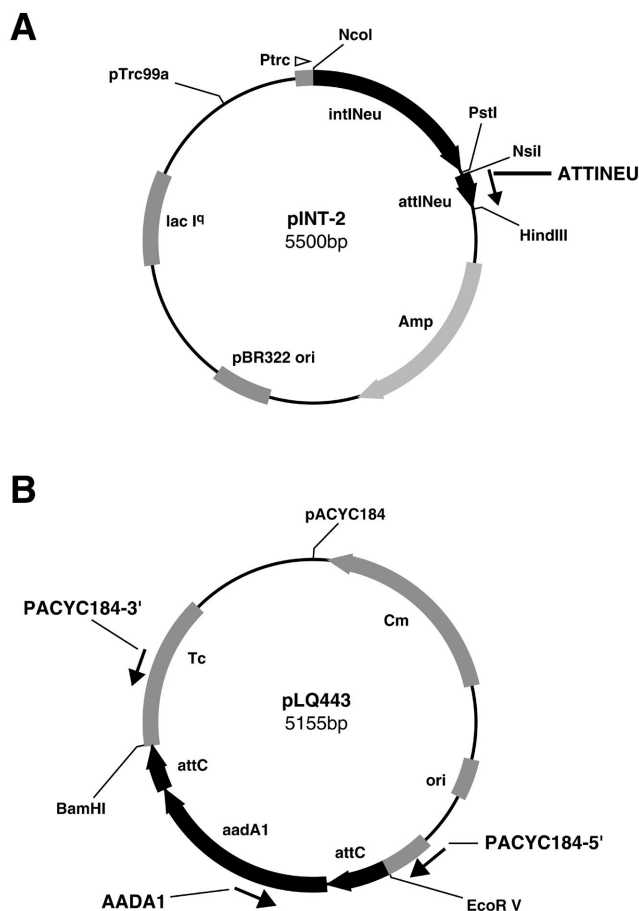 A
NcoI
Ptrc
pTrc99a
intINeu
PstI
NsiI
ATTINEU
attINeu
HindIII
lac Iq
pINT-2
5500bp
Amp
pBR322 ori
B
pACYC184
PACYC184-3'
Cm
Tc
pLQ443
5155bp
attC
ori
BamHI
aadA1
attC
PACYC184-5'
AADA1
EcoR V